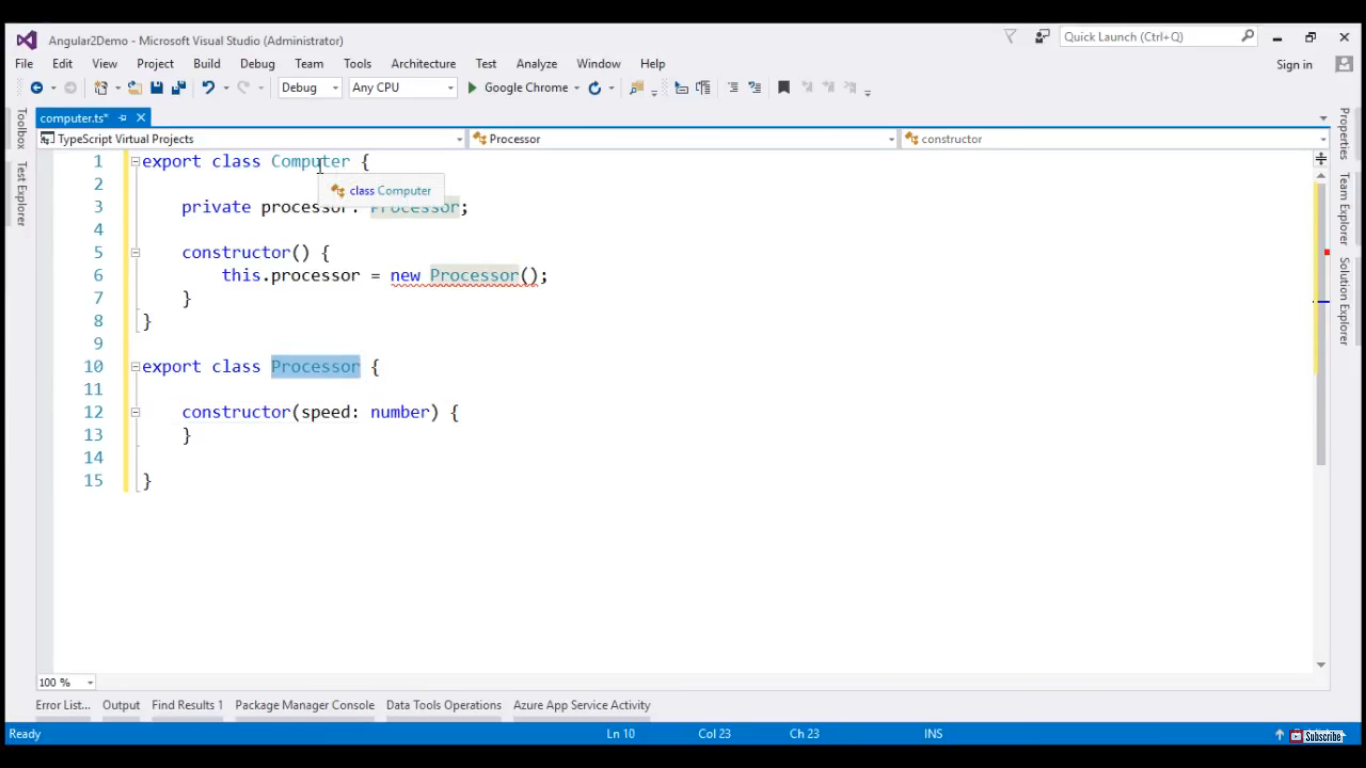 Angular2Demo - Microsoft Visual Studio (Administrator)
Quick Launch (Ctrl+Q)
File Edit View Project Build Debug Team Tools Architecture Test Analyze Window Help
Sign in
Debug Any CPU Google Chrome
computer.ts*
TypeScript Virtual Projects Processor constructor
Toolbox
Test Explorer
Properties
Team Explorer
Solution Explorer
1 export class Computer {
class Computer
2
3 private processor: Processor;
4
5 constructor() {
6 this.processor = new Processor();
7 }
8 }
9
10 export class Processor {
11
12 constructor(speed: number) {
13 }
14
15 }
100 %
Error List... Output Find Results 1 Package Manager Console Data Tools Operations Azure App Service Activity
Ready Ln 10 Col 23 Ch 23 INS
Subscribe